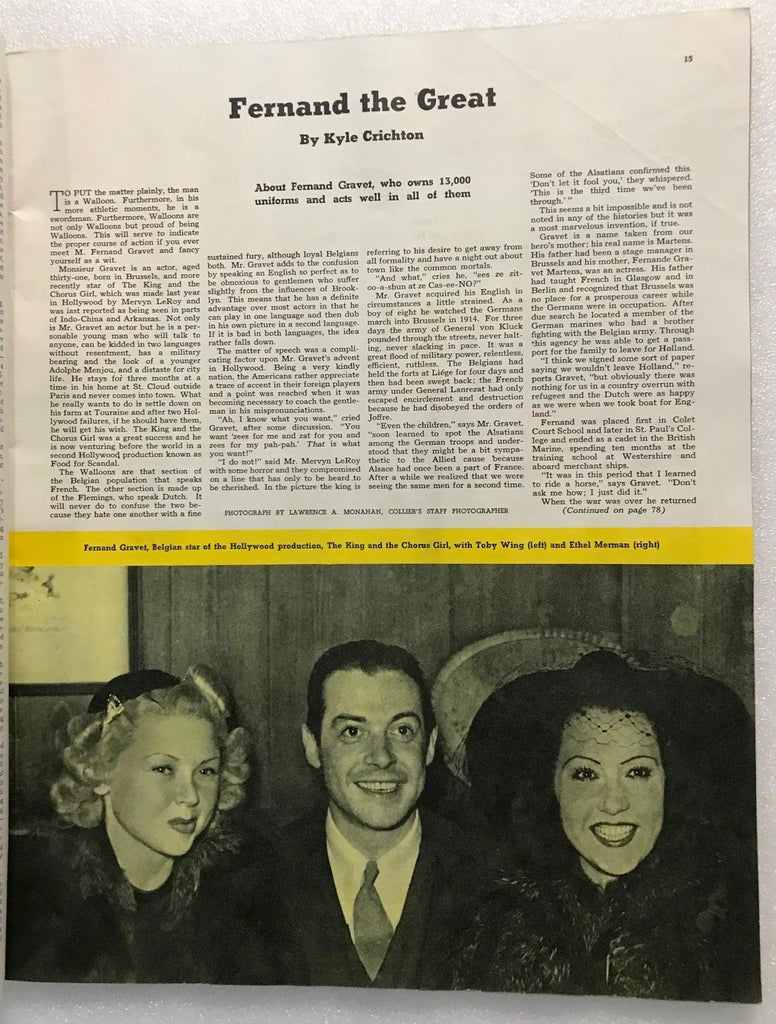 15
Fernand the Great
By Kyle Crichton
About Fernand Gravet, who owns 13,000
uniforms and acts well in all of them
TO PUT the matter plainly, the man
is a Walloon. Furthermore, in his
more athletic moments, he is a
swordsman. Furthermore, Walloons are
not only Walloons but proud of being
Walloons. This will serve to indicate
the proper course of action if you ever
meet M. Fernand Gravet and fancy
yourself as a wit.
Monsieur Gravet is an actor, aged
thirty-one, born in Brussels, and more
recently star of The King and the
Chorus Girl, which was made last year
in Hollywood by Mervyn LeRoy and
was last reported as being seen in parts
of Indo-China and Arkansas. Not only
is Mr. Gravet an actor but he is a per-
sonable young man who will talk to
anyone, can be kidded in two languages
without resentment, has a military
bearing and the look of a younger
Adolphe Menjou, and a distaste for city
life. He stays for three months at a
time in his home at St. Cloud outside
Paris and never comes into town. What
he really wants to do is settle down on
his farm at Touraine and after two Hol-
lywood failures, if he should have them,
he will get his wish. The King and the
Chorus Girl was a great success and he
is now venturing before the world in a
second Hollywood production known as
Food for Scandal.
The Walloons are that section of
the Belgian population that speaks
French. The other section is made up
of the Flemings, who speak Dutch. It
will never do to confuse the two be-
cause they hate one another with a fine
sustained fury, although loyal Belgians
both. Mr. Gravet adds to the confusion
by speaking an English so perfect as to
be obnoxious to gentlemen who suffer
slightly from the influences of Brook-
lyn. This means that he has a definite
advantage over most actors in that he
can play in one language and then dub
in his own picture in a second language.
If it is bad in both languages, the idea
rather falls down.
The matter of speech was a compli-
cating factor upon Mr. Gravet's advent
in Hollywood. Being a very kindly
nation, the Americans rather appreciate
a trace of accent in their foreign players
and a point was reached when it was
becoming necessary to coach the gentle-
man in his mispronunciations.
"Ah, I know what you want," cried
Gravet, after some discussion. "You
want 'zees for me and zat for you and
zees for my pah-pah.' That is what
you want!"
"I do not!" said Mr. Mervyn LeRoy
with some horror and they compromised
on a line that has only to be heard to
be cherished. In the picture the king is
referring to his desire to get away from
all formality and have a night out about
town like the common mortals.
"And what," cries he, "ees ze zit-
oo-a-shun at ze Cas-ee-NO?"
Mr. Gravet acquired his English in
circumstances a little strained. As a
boy of eight he watched the Germans
march into Brussels in 1914. For three
days the army of General von Kluck
pounded through the streets, never halt-
ing, never slacking in pace. It was a
great flood of military power, relentless,
efficient, ruthless. The Belgians had
held the forts at Liége for four days and
then had been swept back; the French
army under General Lanrezat had only
escaped encirclement and destruction
because he had disobeyed the orders of
Joffre.
"Even the children," says Mr. Gravet,
"soon learned to spot the Alsatians
among the German troops and under-
stood that they might be a bit sympa-
thetic to the Allied cause because
Alsace had once been a part of France.
After a while we realized that we were
seeing the same men for a second time.
Some of the Alsatians confirmed this.
'Don't let it fool you,' they whispered.
'This is the third time we've been
through.' "
This seems a bit impossible and is not
noted in any of the histories but it was
a most marvelous invention, if true.
Gravet is a name taken from our
hero's mother; his real name is Martens.
His father had been a stage manager in
Brussels and his mother, Fernande Gra-
vet Martens, was an actress. His father
had taught French in Glasgow and in
Berlin and recognized that Brussels was
no place for a prosperous career while
the Germans were in occupation. After
due search he located a member of the
German marines who had a brother
fighting with the Belgian army. Through
this agency he was able to get a pass-
port for the family to leave for Holland.
"I think we signed some sort of paper
saying we wouldn't leave Holland," re-
ports Gravet, "but obviously there was
nothing for us in a country overrun with
refugees and the Dutch were as happy
as we were when we took boat for Eng-
land."
Fernand was placed first in Colet
Court School and later in St. Paul's Col-
lege and ended as a cadet in the British
Marine, spending ten months at the
training school at Westershire and
aboard merchant ships.
"It was in this period that I learned
to ride a horse," says Gravet. "Don't
ask me how; I just did it."
When the war was over he returned
(Continued on page 78)
PHOTOGRAPH BY LAWRENCE A. MONAHAN, COLLIER'S STAFF PHOTOGRAPHER
Fernand Gravet, Belgian star of the Hollywood production, The King and the Chorus Girl, with Toby Wing (left) and Ethel Merman (right)